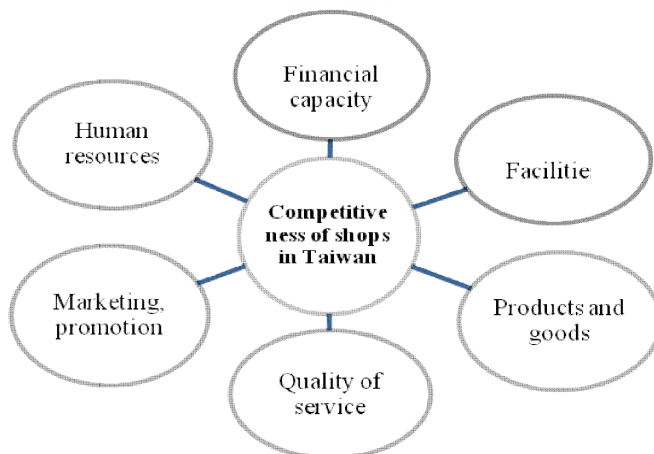 Financial
capacity
Human
resources
Facilitie
Competitive
ness of shops
in Taiwan
Marketing,
promotion
Products and
goods
Quality of
service